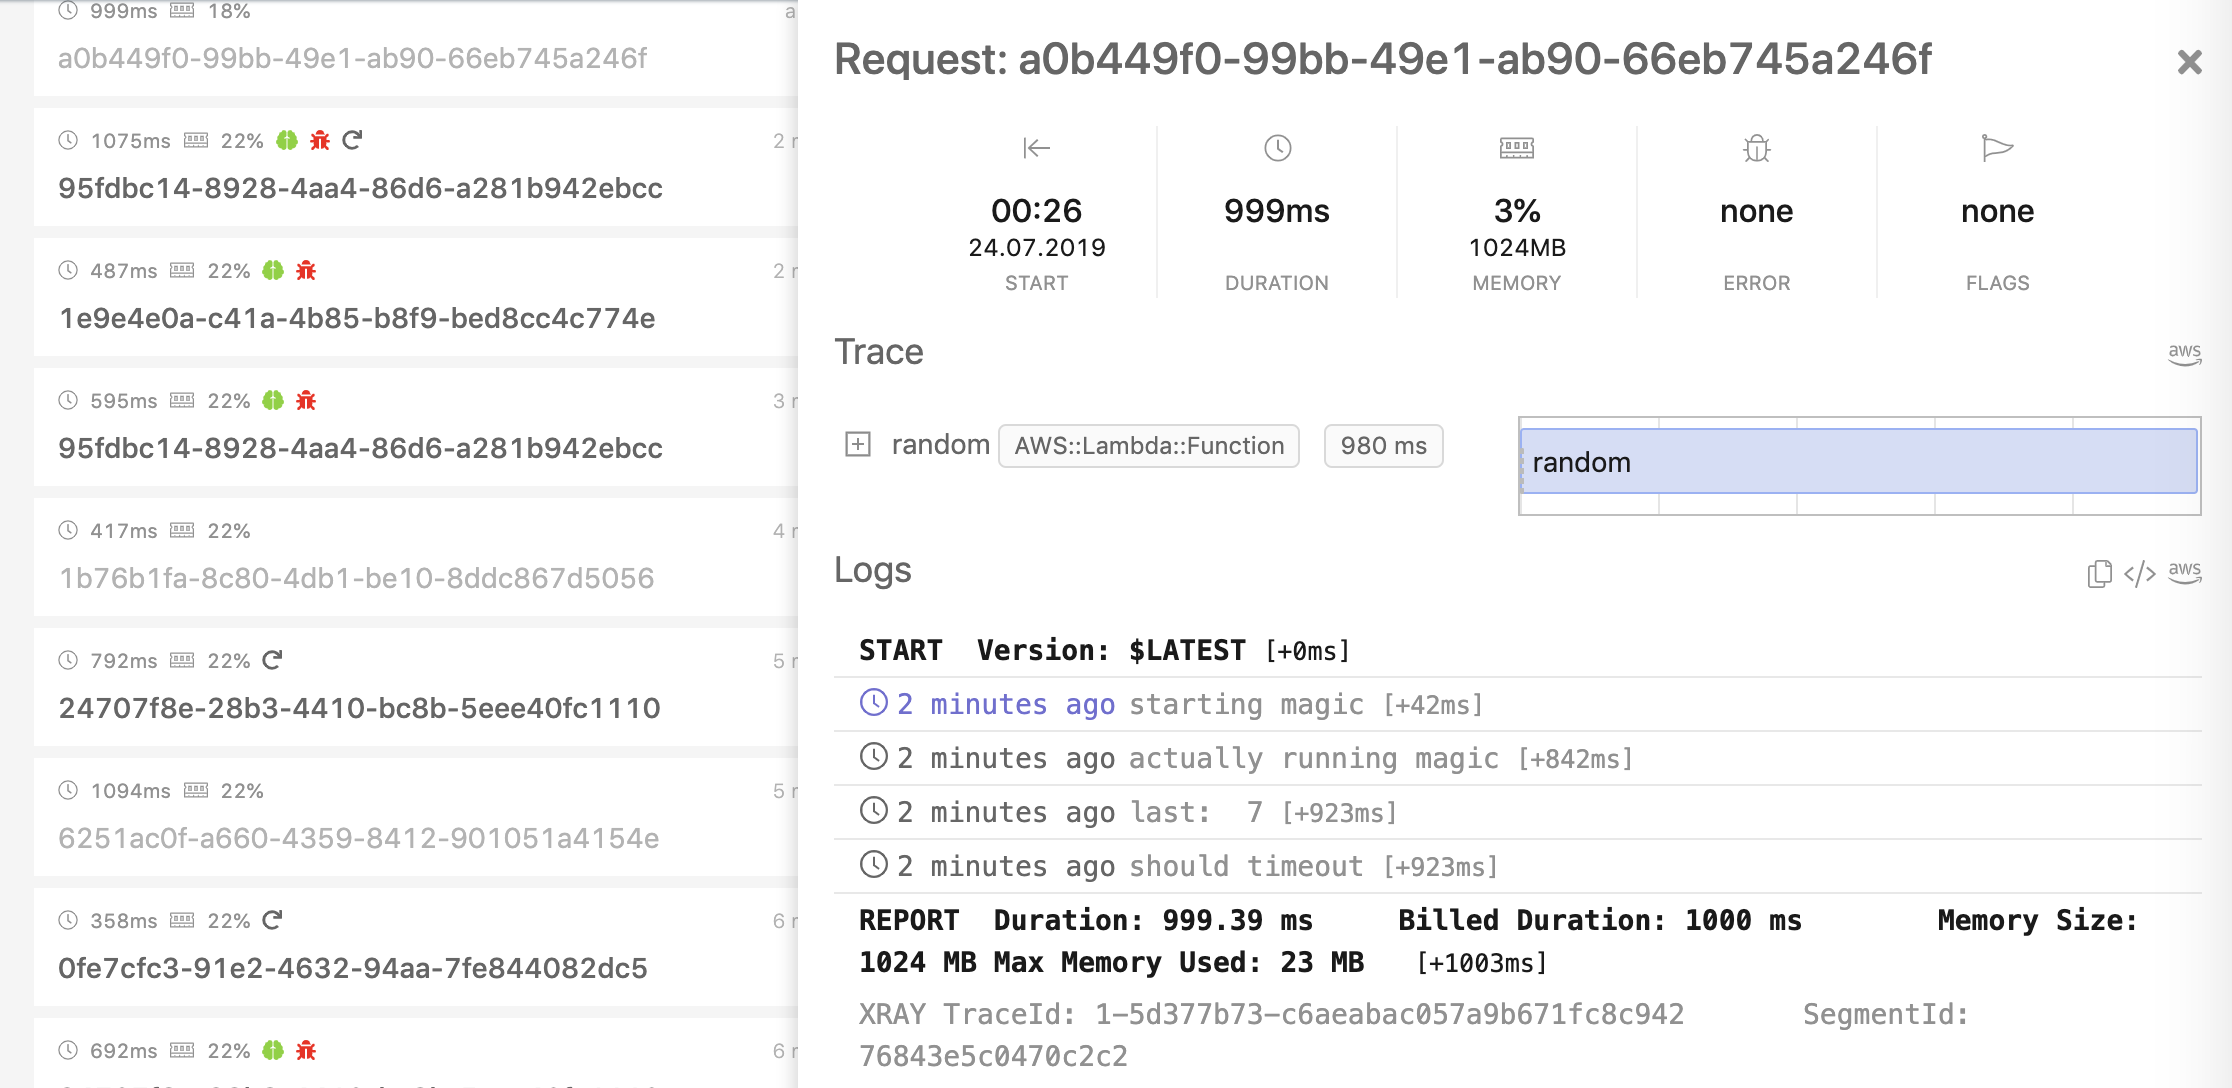 999ms 18% a
a0b449f0-99bb-49e1-ab90-66eb745a246f
1075ms 22% 2
95fdbc14-8928-4aa4-86d6-a281b942ebcc
487ms 22% 2
1e9e4e0a-c41a-4b85-b8f9-bed8cc4c774e
595ms 22% 3
95fdbc14-8928-4aa4-86d6-a281b942ebcc
417ms 22% 4
1b76b1fa-8c80-4db1-be10-8ddc867d5056
792ms 22% 5
24707f8e-28b3-4410-bc8b-5eee40fc1110
1094ms 22% 5
6251ac0f-a660-4359-8412-901051a4154e
358ms 22% 6
0fe7cfc3-91e2-4632-94aa-7fe844082dc5
692ms 22% 6
Request: a0b449f0-99bb-49e1-ab90-66eb745a246f
00:26
24.07.2019
START
999ms
DURATION
3%
1024MB
MEMORY
none
ERROR
none
FLAGS
Trace
aws
random AWS::Lambda::Function 980 ms
random
Logs
</> aws
START Version: $LATEST [+0ms]
2 minutes ago starting magic [+42ms]
2 minutes ago actually running magic [+842ms]
2 minutes ago last: 7 [+923ms]
2 minutes ago should timeout [+923ms]
REPORT Duration: 999.39 ms Billed Duration: 1000 ms Memory Size:
1024 MB Max Memory Used: 23 MB [+1003ms]
XRAY TraceId: 1-5d377b73-c6aeabac057a9b671fc8c942 SegmentId:
76843e5c0470c2c2